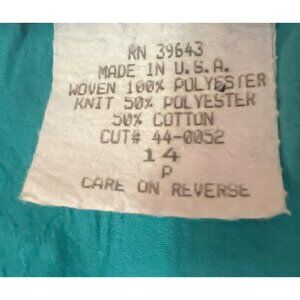 RN 39643
MADE IN U.S.A.
WOVEN 100% POLYESTER
KNIT 50% POLYESTER
50% COTTON
CUT# 44-0052
14
P
CARE ON REVERSE